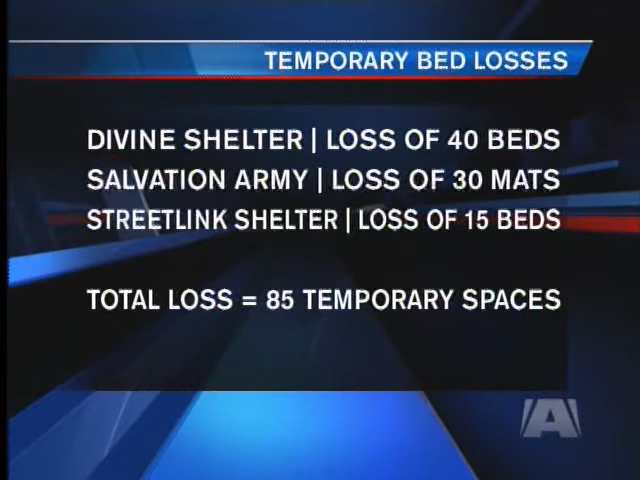 TEMPORARY BED LOSSES
DIVINE SHELTER | LOSS OF 40 BEDS
SALVATION ARMY | LOSS OF 30 MATS
STREETLINK SHELTER | LOSS OF 15 BEDS
TOTAL LOSS = 85 TEMPORARY SPACES
A